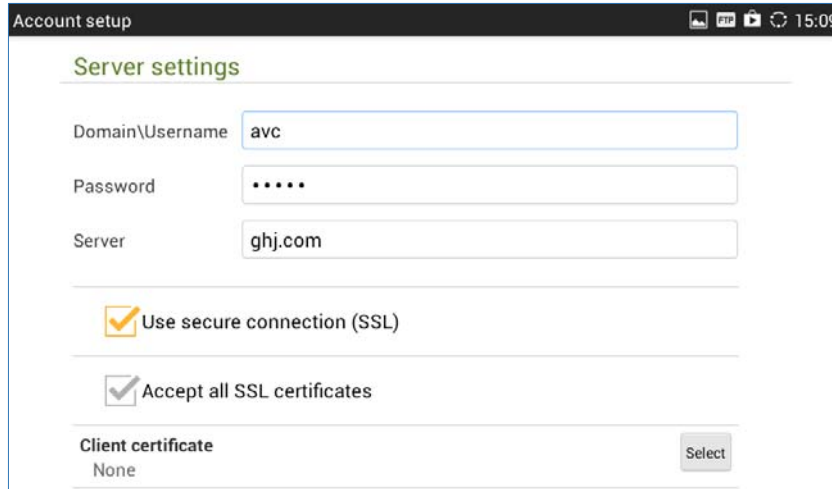 Account setup FTP 15:09
Server settings
Domain\Username avc
Password •••••
Server ghj.com
Use secure connection (SSL)
Accept all SSL certificates
Client certificate
Select
None